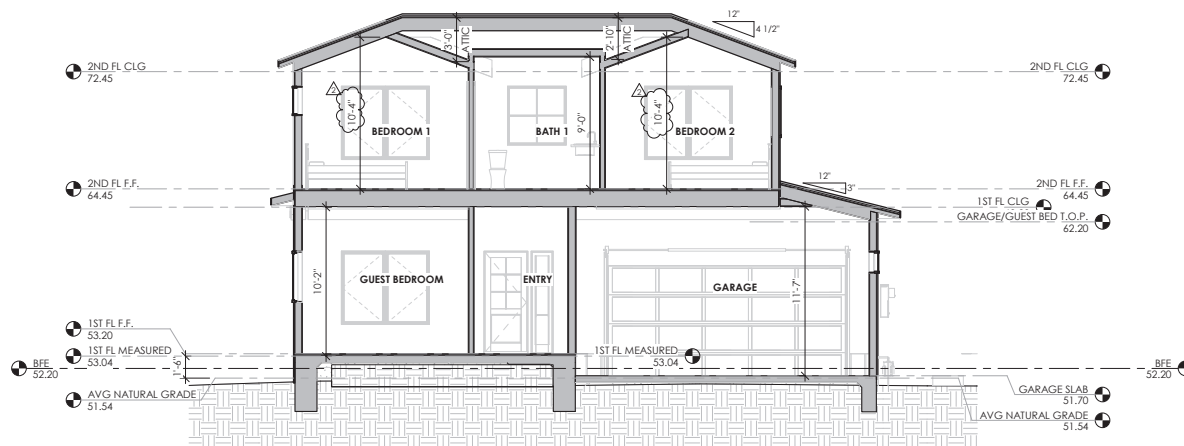 12"
4 1/2"
3'-0"
ATTIC
2'-10"
ATTIC
2ND FL CLG
72.45
2ND FL CLG
72.45
2
10'-4"
BEDROOM 1
BATH 1
9'-0"
2
10'-4"
BEDROOM 2
2ND F.F.
64.45
12"
3"
2ND FL F.F.
64.45
1ST FL CLG
GARAGE/GUEST BED T.O.P.
62.20
10'-2"
GUEST BEDROOM
ENTRY
GARAGE
11'-7"
1ST FL F.F.
53.20
1ST FL MEASURED
53.04
1ST FL MEASURED
53.04
BFE
52.20
1'-6"
BFE
52.20
AVG NATURAL GRADE
51.54
GARAGE SLAB
51.70
AVG NATURAL GRADE
51.54